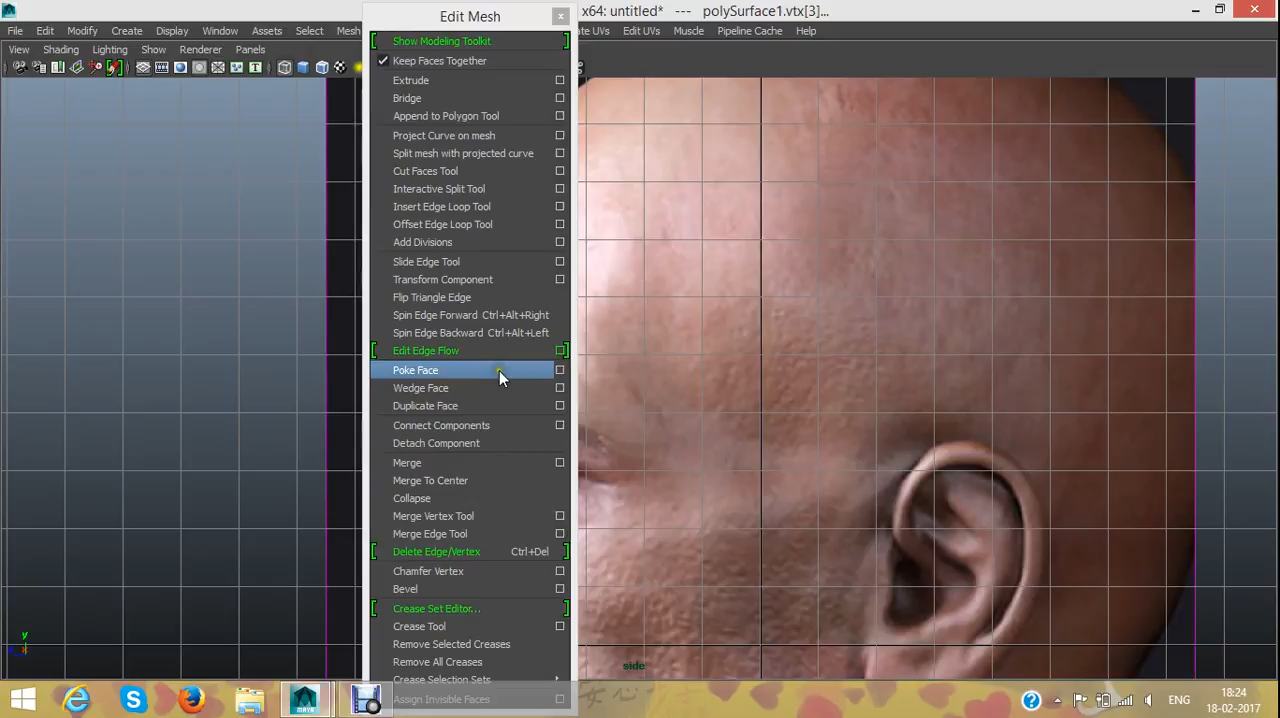 Edit Mesh
x
x64: untitled* --- polySurface1.vtx[3]...
x
File Edit Modify Create Display Window Assets Select Mesh
te UVs Edit UVs Muscle Pipeline Cache Help
View Shading Lighting Show Renderer Panels
Show Modeling Toolkit
Keep Faces Together
Extrude
Bridge
Append to Polygon Tool
Project Curve on mesh
Split mesh with projected curve
Cut Faces Tool
Interactive Split Tool
Insert Edge Loop Tool
Offset Edge Loop Tool
Add Divisions
Slide Edge Tool
Transform Component
Flip Triangle Edge
Spin Edge Forward Ctrl+Alt+Right
Spin Edge Backward Ctrl+Alt+Left
Edit Edge Flow
Poke Face
Wedge Face
Duplicate Face
Connect Components
Detach Component
Merge
Merge To Center
Collapse
Merge Vertex Tool
Merge Edge Tool
Delete Edge/Vertex Ctrl+Del
Chamfer Vertex
Bevel
Crease Set Editor...
Crease Tool
Remove Selected Creases
Remove All Creases
Crease Selection Sets
Assign Invisible Faces
y
side
ENG
18:24
18-02-2017